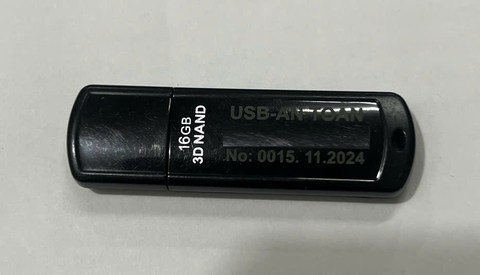 16GB
3D NAND
USB-AN-TOAN
No: 0015. 11.2024